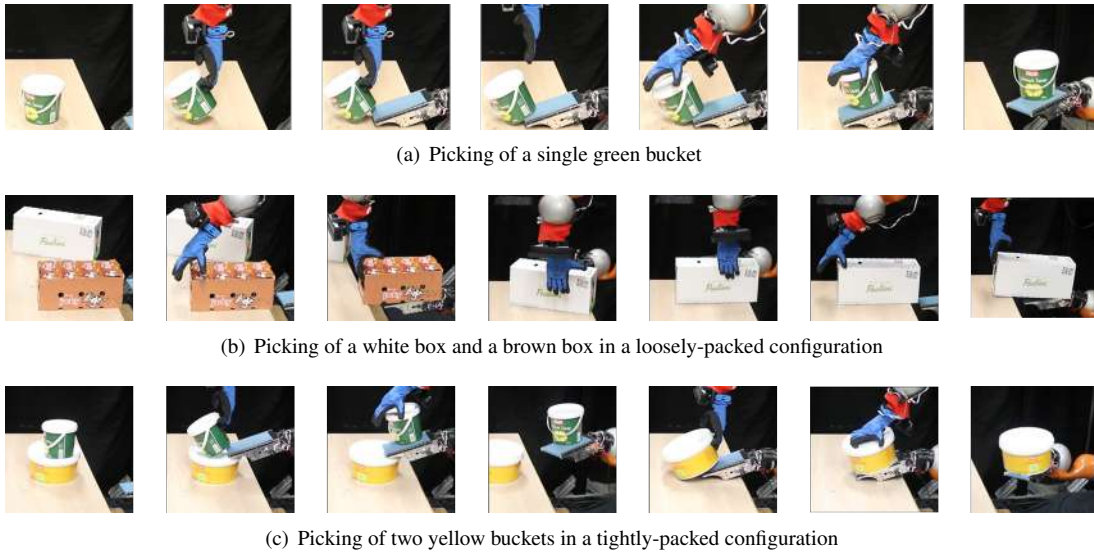 (a) Picking of a single green bucket
Paulini
(b) Picking of a white box and a brown box in a loosely-packed configuration
(c) Picking of two yellow buckets in a tightly-packed configuration